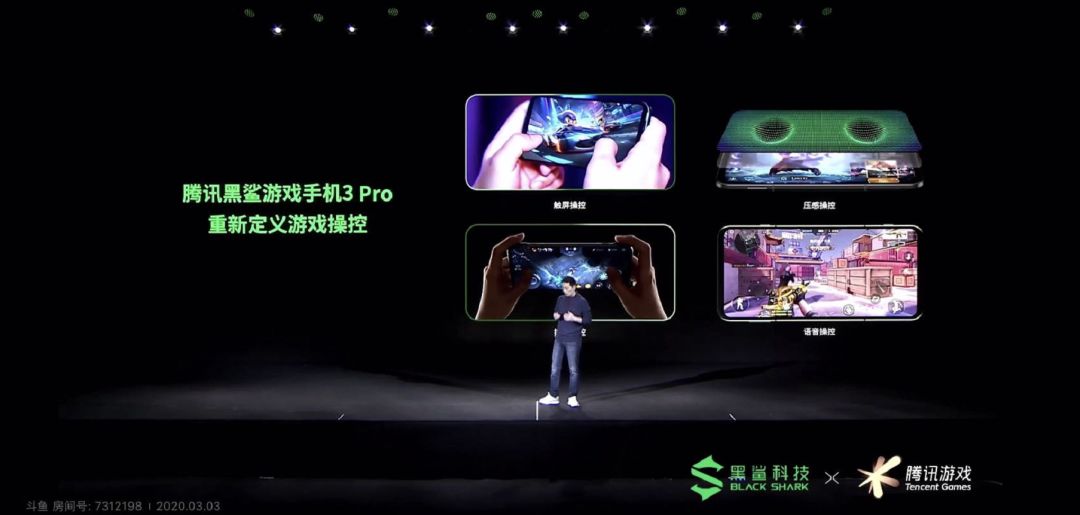 腾讯黑鲨游戏手机3 Pro
重新定义游戏操控
触屏操控
压感操控
语音操控
黑鲨科技
BLACK SHARK
×
腾讯游戏
Tencent Games
斗鱼 房间号: 7312198 | 2020.03.03